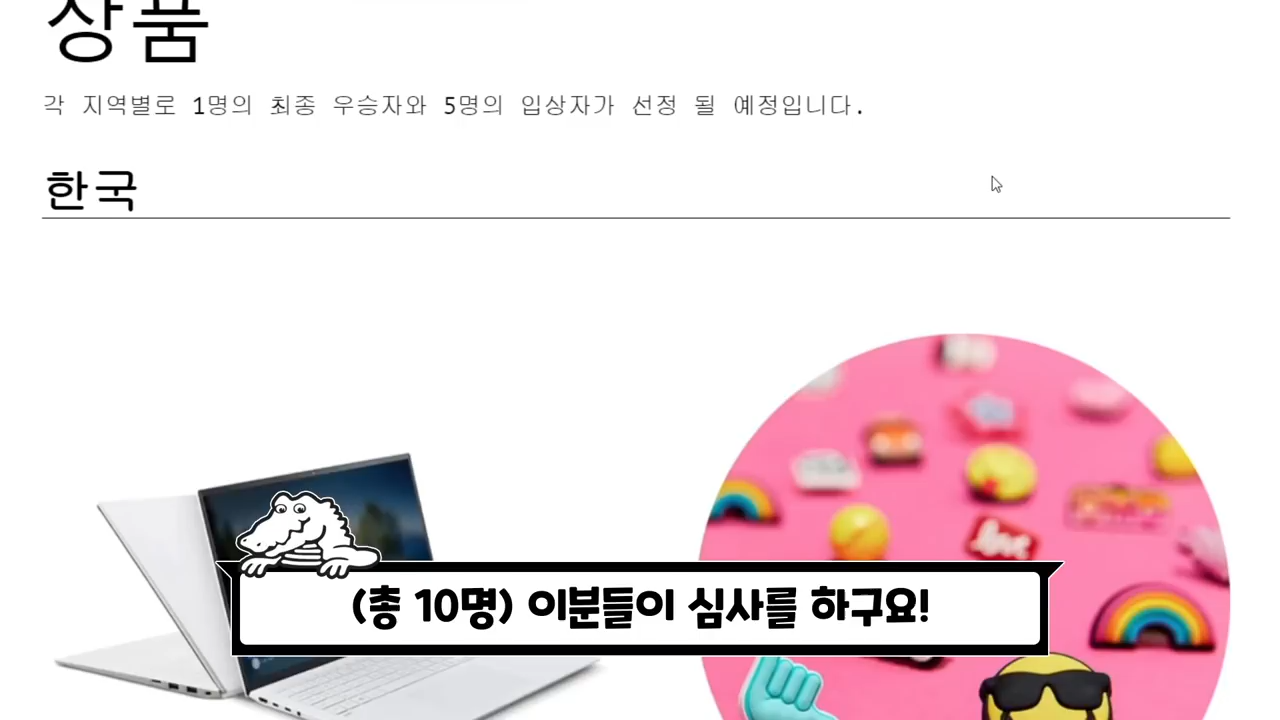 상품
각 지역별로 1명의 최종 우승자와 5명의 입상자가 선정 될 예정입니다.
한국
love
(총 10명) 이분들이 심사를 하구요!